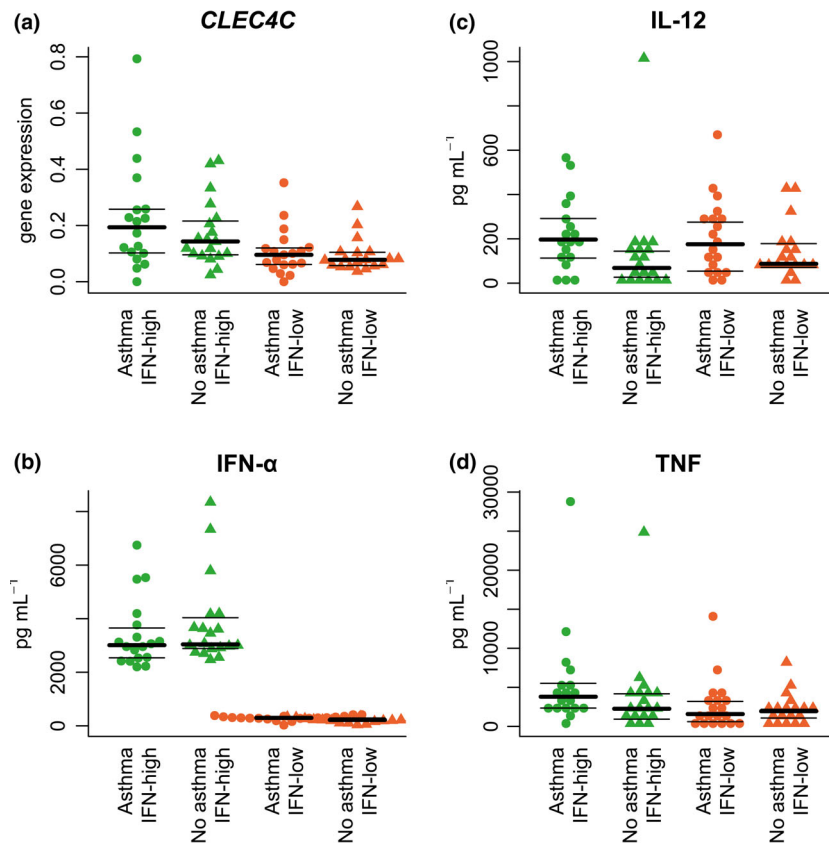 (a)
CLEC4C
gene expression
0.8
0.6
0.4
0.2
0.0
Asthma
IFN-high
No asthma
IFN-high
Asthma
IFN-low
No asthma
IFN-low
(c)
IL-12
pg mL⁻¹
1000
600
200
0
Asthma
IFN-high
No asthma
IFN-high
Asthma
IFN-low
No asthma
IFN-low
(b)
IFN-α
pg mL⁻¹
6000
2000
0
Asthma
IFN-high
No asthma
IFN-high
Asthma
IFN-low
No asthma
IFN-low
(d)
TNF
pg mL⁻¹
30000
20000
10000
0
Asthma
IFN-high
No asthma
IFN-high
Asthma
IFN-low
No asthma
IFN-low